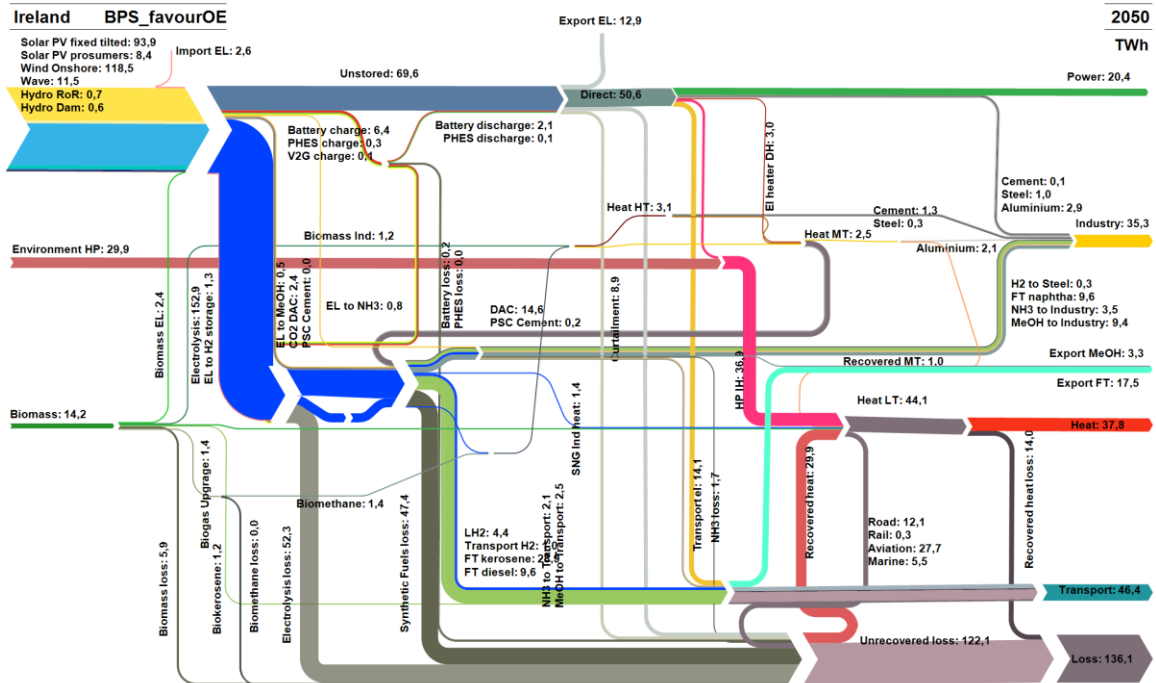 Ireland BPS_favourOE
2050
TWh
Export EL: 12,9
Solar PV fixed tilted: 93,9
Solar PV prosumers: 8,4
Wind Onshore: 118,5
Wave: 11,5
Hydro RoR: 0,7
Hydro Dam: 0,6
Import EL: 2,6
Unstored: 69,6
Direct: 50,6
Power: 20,4
Battery charge: 6,4
PHES charge: 0,3
V2G charge: 0,1
Battery discharge: 2,1
PHES discharge: 0,1
El heater DH: 3,0
Cement: 0,1
Steel: 1,0
Aluminium: 2,9
Heat HT: 3,1
Cement: 1,3
Steel: 0,3
Industry: 35,3
Environment HP: 29,9
Biomass Ind: 1,2
Heat MT: 2,5
Aluminium: 2,1
Biomass EL: 2,4
Electrolysis: 152,9
EL to H2 storage: 1,3
EL to MeOH: 0,5
CO2 DAC: 2,4
PSC Cement: 0,0
EL to NH3: 0,8
Battery loss: 0,2
PHES loss: 0,0
DAC: 14,6
PSC Cement: 0,2
Curtailment: 8,9
H2 to Steel: 0,3
FT naphtha: 9,6
NH3 to Industry: 3,5
MeOH to Industry: 9,4
Recovered MT: 1,0
Export MeOH: 3,3
Export FT: 17,5
HP IH: 36,9
SNG Ind heat: 1,4
Biomass: 14,2
Heat LT: 44,1
Heat: 37,8
Biogas Upgrage: 1,4
Biomethane: 1,4
Biomass loss: 5,9
Biokerosene: 1,2
Biomethane loss: 0,0
Electrolysis loss: 52,3
Synthetic Fuels loss: 47,4
LH2: 4,4
Transport H2:
FT kerosene:
FT diesel: 9,6
NH3 to Transport: 2,1
MeOH to Transport: 2,5
Transport el: 14,1
NH3 loss: 1,7
Recovered heat: 29,9
Road: 12,1
Rail: 0,3
Aviation: 27,7
Marine: 5,5
Recovered heat loss: 14,0
Transport: 46,4
Unrecovered loss: 122,1
Loss: 136,1